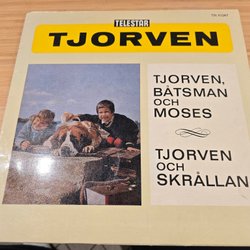 TELESTAR
TJORVEN
TJORVEN,
BÅTSMAN
OCH
MOSES
TJORVEN
OCH
SKRÅLLAN